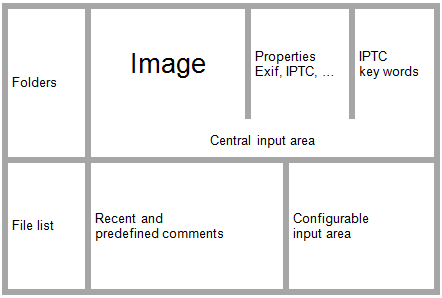 Folders
Image
Properties
Exif, IPTC, ...
IPTC
key words
Central input area
File list
Recent and
predefined comments
Configurable
input area